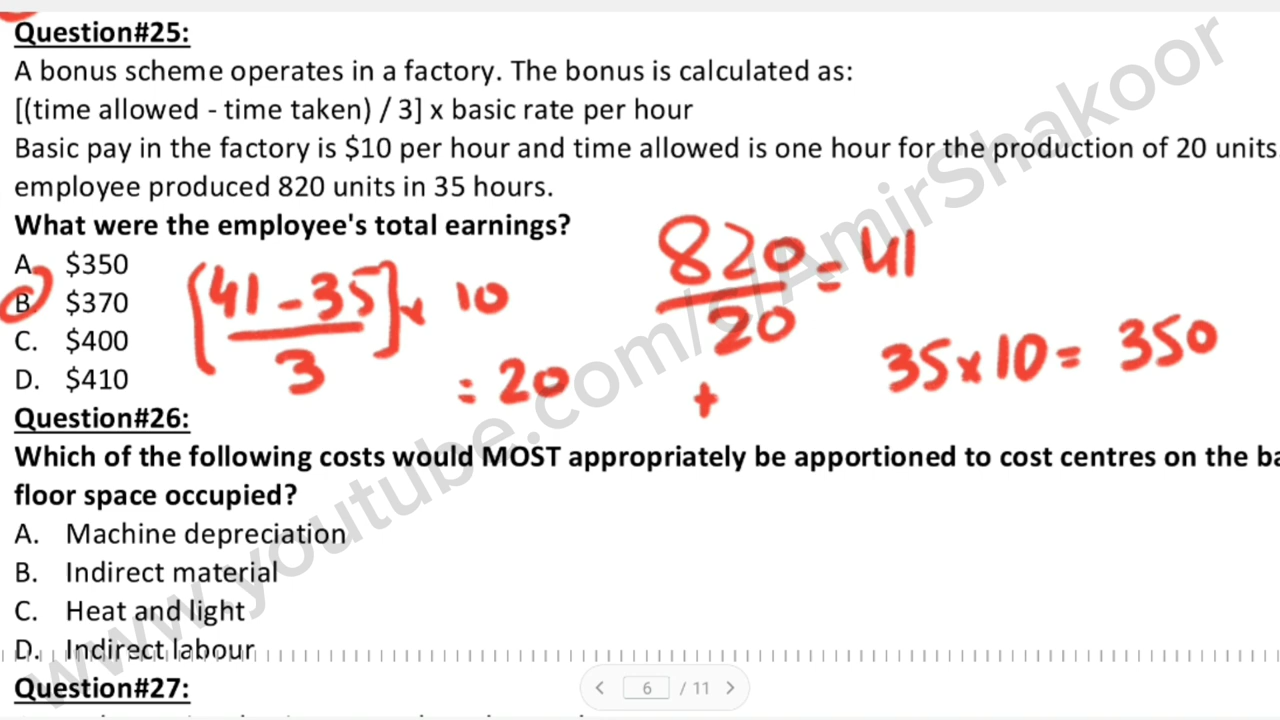 Question#25:
A bonus scheme operates in a factory. The bonus is calculated as:
[(time allowed - time taken) / 3] x basic rate per hour
Basic pay in the factory is $10 per hour and time allowed is one hour for the production of 20 units
employee produced 820 units in 35 hours.
What were the employee's total earnings?
A. $350
B. $370
C. $400
D. $410
[41 - 35 / 3] x 10
= 20
820 / 20 = 41
+
35 x 10 = 350
Question#26:
Which of the following costs would MOST appropriately be apportioned to cost centres on the ba
floor space occupied?
A. Machine depreciation
B. Indirect material
C. Heat and light
D. Indirect labour
Question#27:
6 / 11
www.youtube.com/c/AmirShakoor